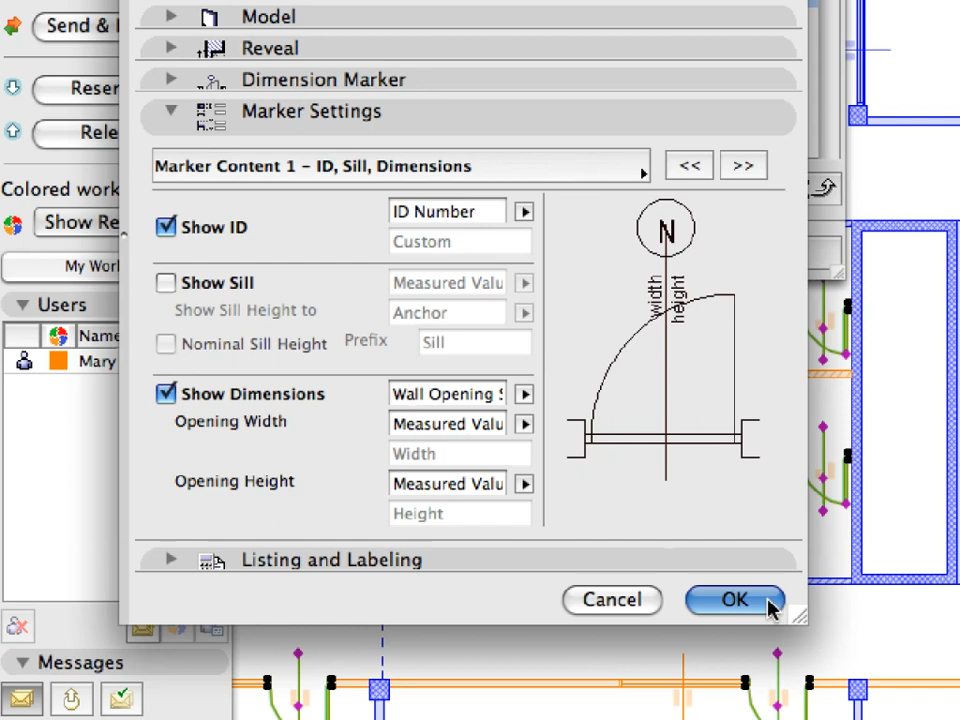 Send &
Model
Reveal
Reser
Dimension Marker
Marker Settings
Rele
Marker Content 1 - ID, Sill, Dimensions
<<
>>
Colored work
Show Re
Show ID
ID Number
Custom
N
My Worl
Show Sill
Measured Valu
Show Sill Height to
Anchor
width
height
Users
Nominal Sill Height
Prefix
Sill
Name
Mary
Show Dimensions
Wall Opening S
Opening Width
Measured Valu
Width
Opening Height
Measured Valu
Height
Listing and Labeling
Cancel
OK
Messages